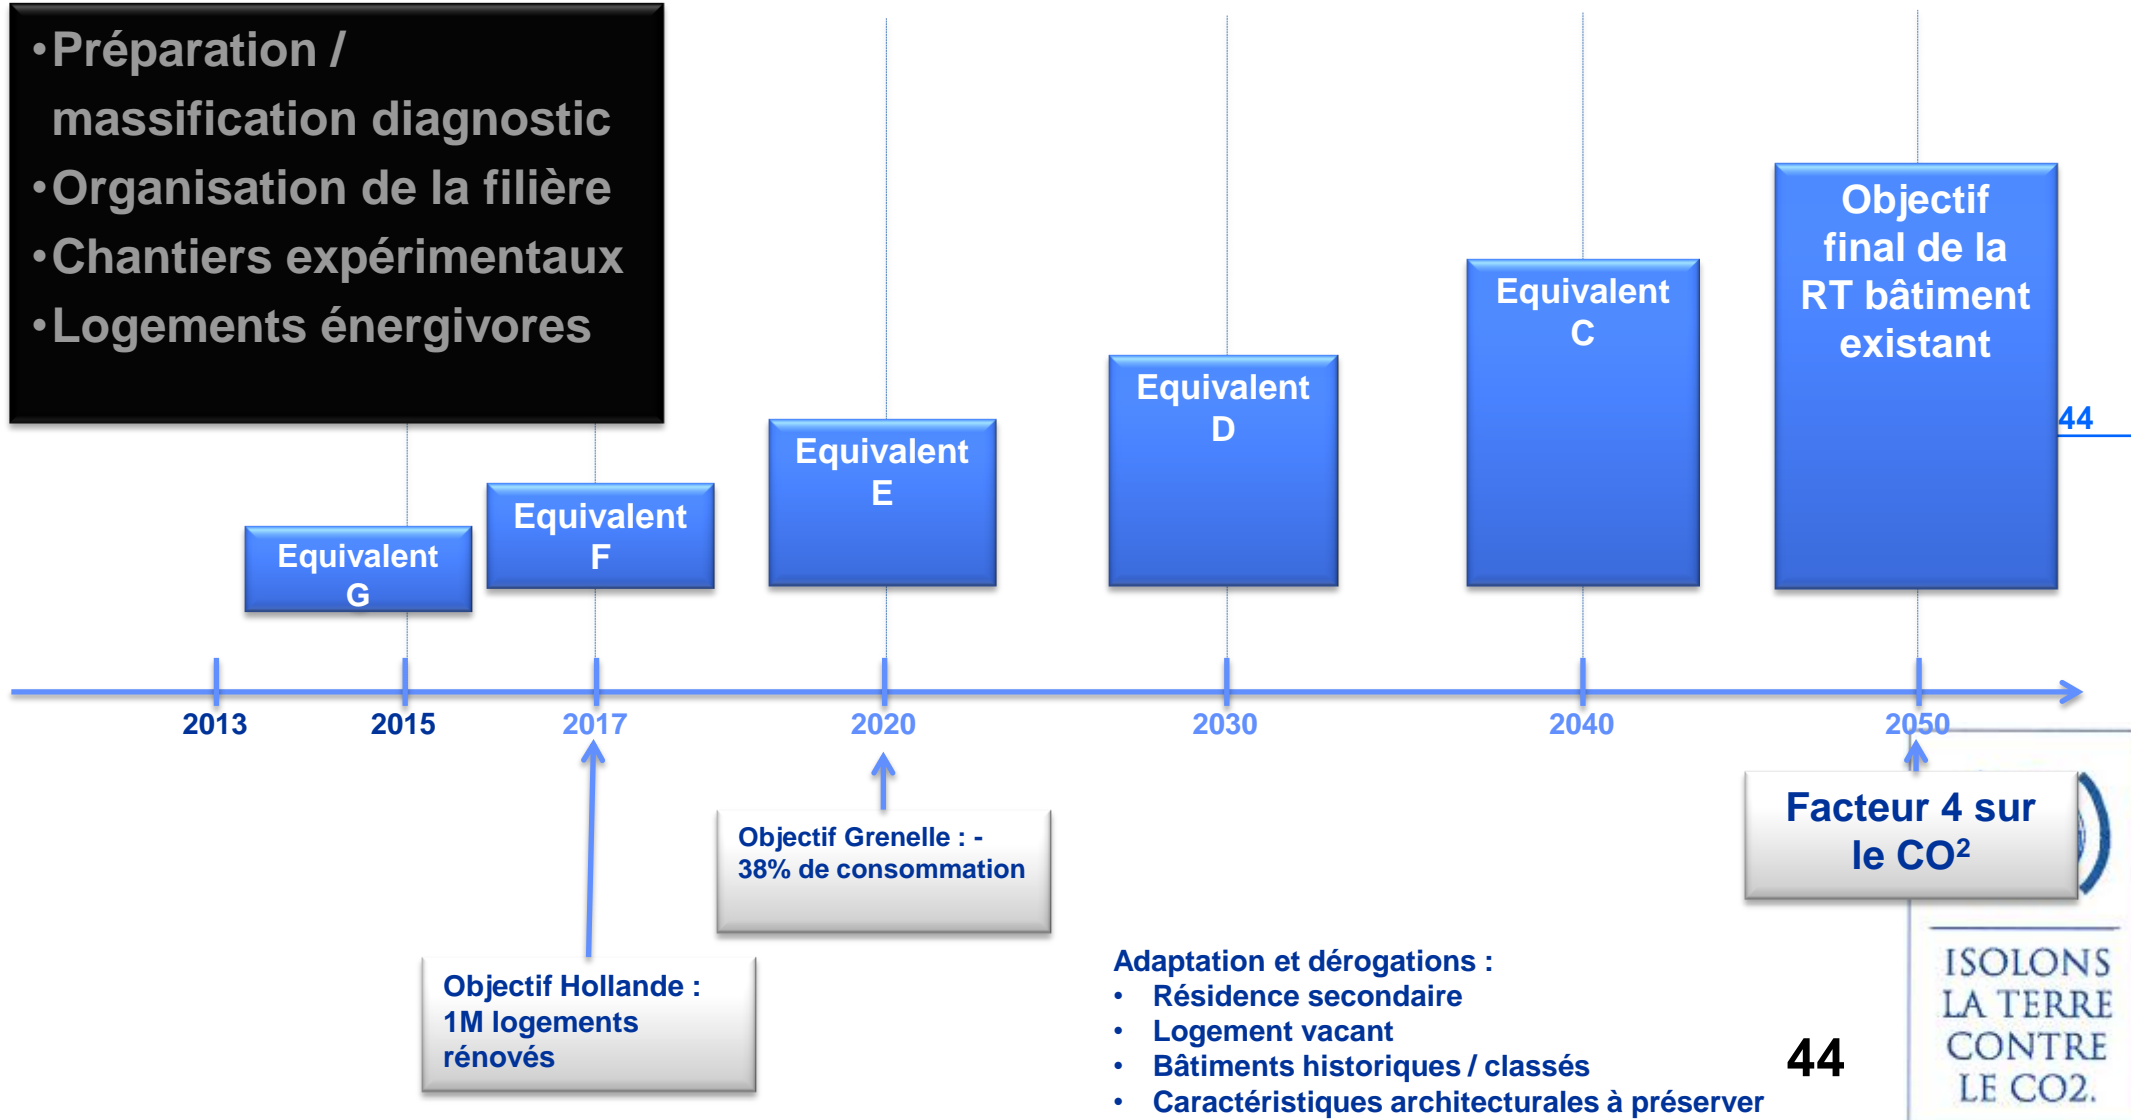 •Préparation /
massification diagnostic
•Organisation de la filière
•Chantiers expérimentaux
•Logements énergivores
Equivalent
G
Equivalent
F
Equivalent
E
Equivalent
D
Equivalent
C
Objectif
final de la
RT bâtiment
existant
44
2013
2015
2017
2020
2030
2040
2050
Objectif Hollande :
1M logements
rénovés
Objectif Grenelle : -
38% de consommation
Facteur 4 sur
le CO²
Adaptation et dérogations :
• Résidence secondaire
• Logement vacant
• Bâtiments historiques / classés
• Caractéristiques architecturales à préserver
44
ISOLONS
LA TERRE
CONTRE
LE CO2.